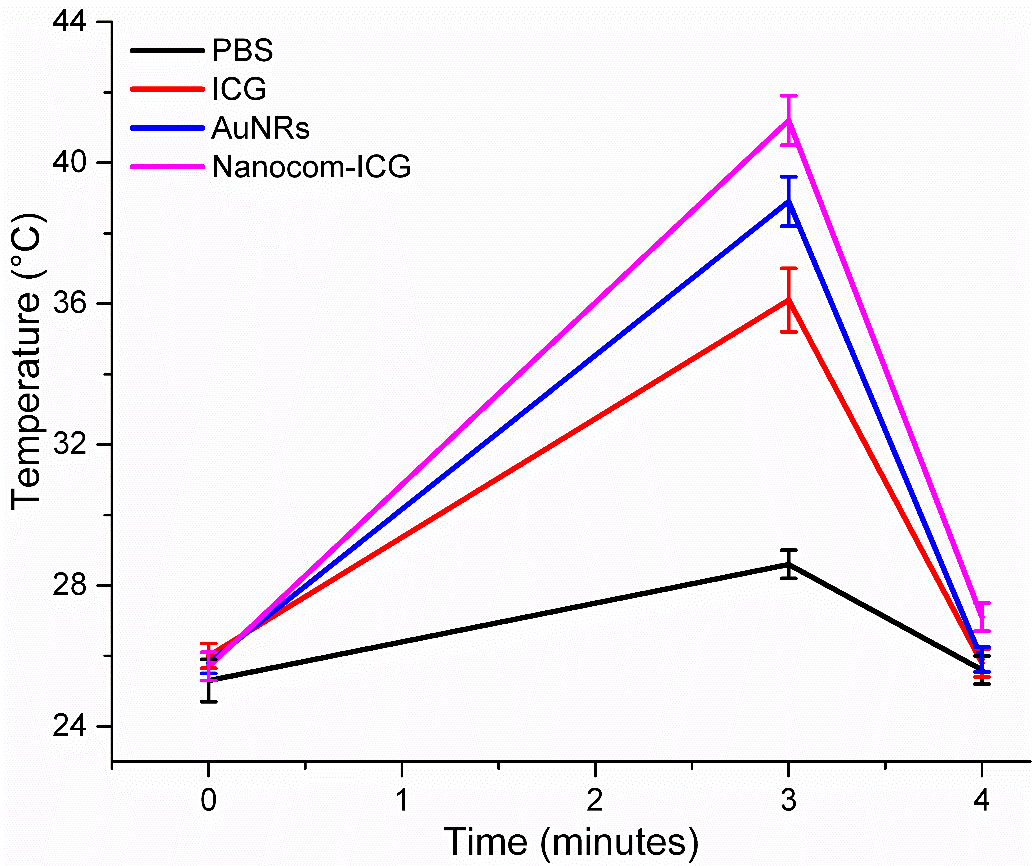 44
40
36
32
28
24
Temperature (°C)
PBS
ICG
AuNRs
Nanocom-ICG
0 1 2 3 4
Time (minutes)